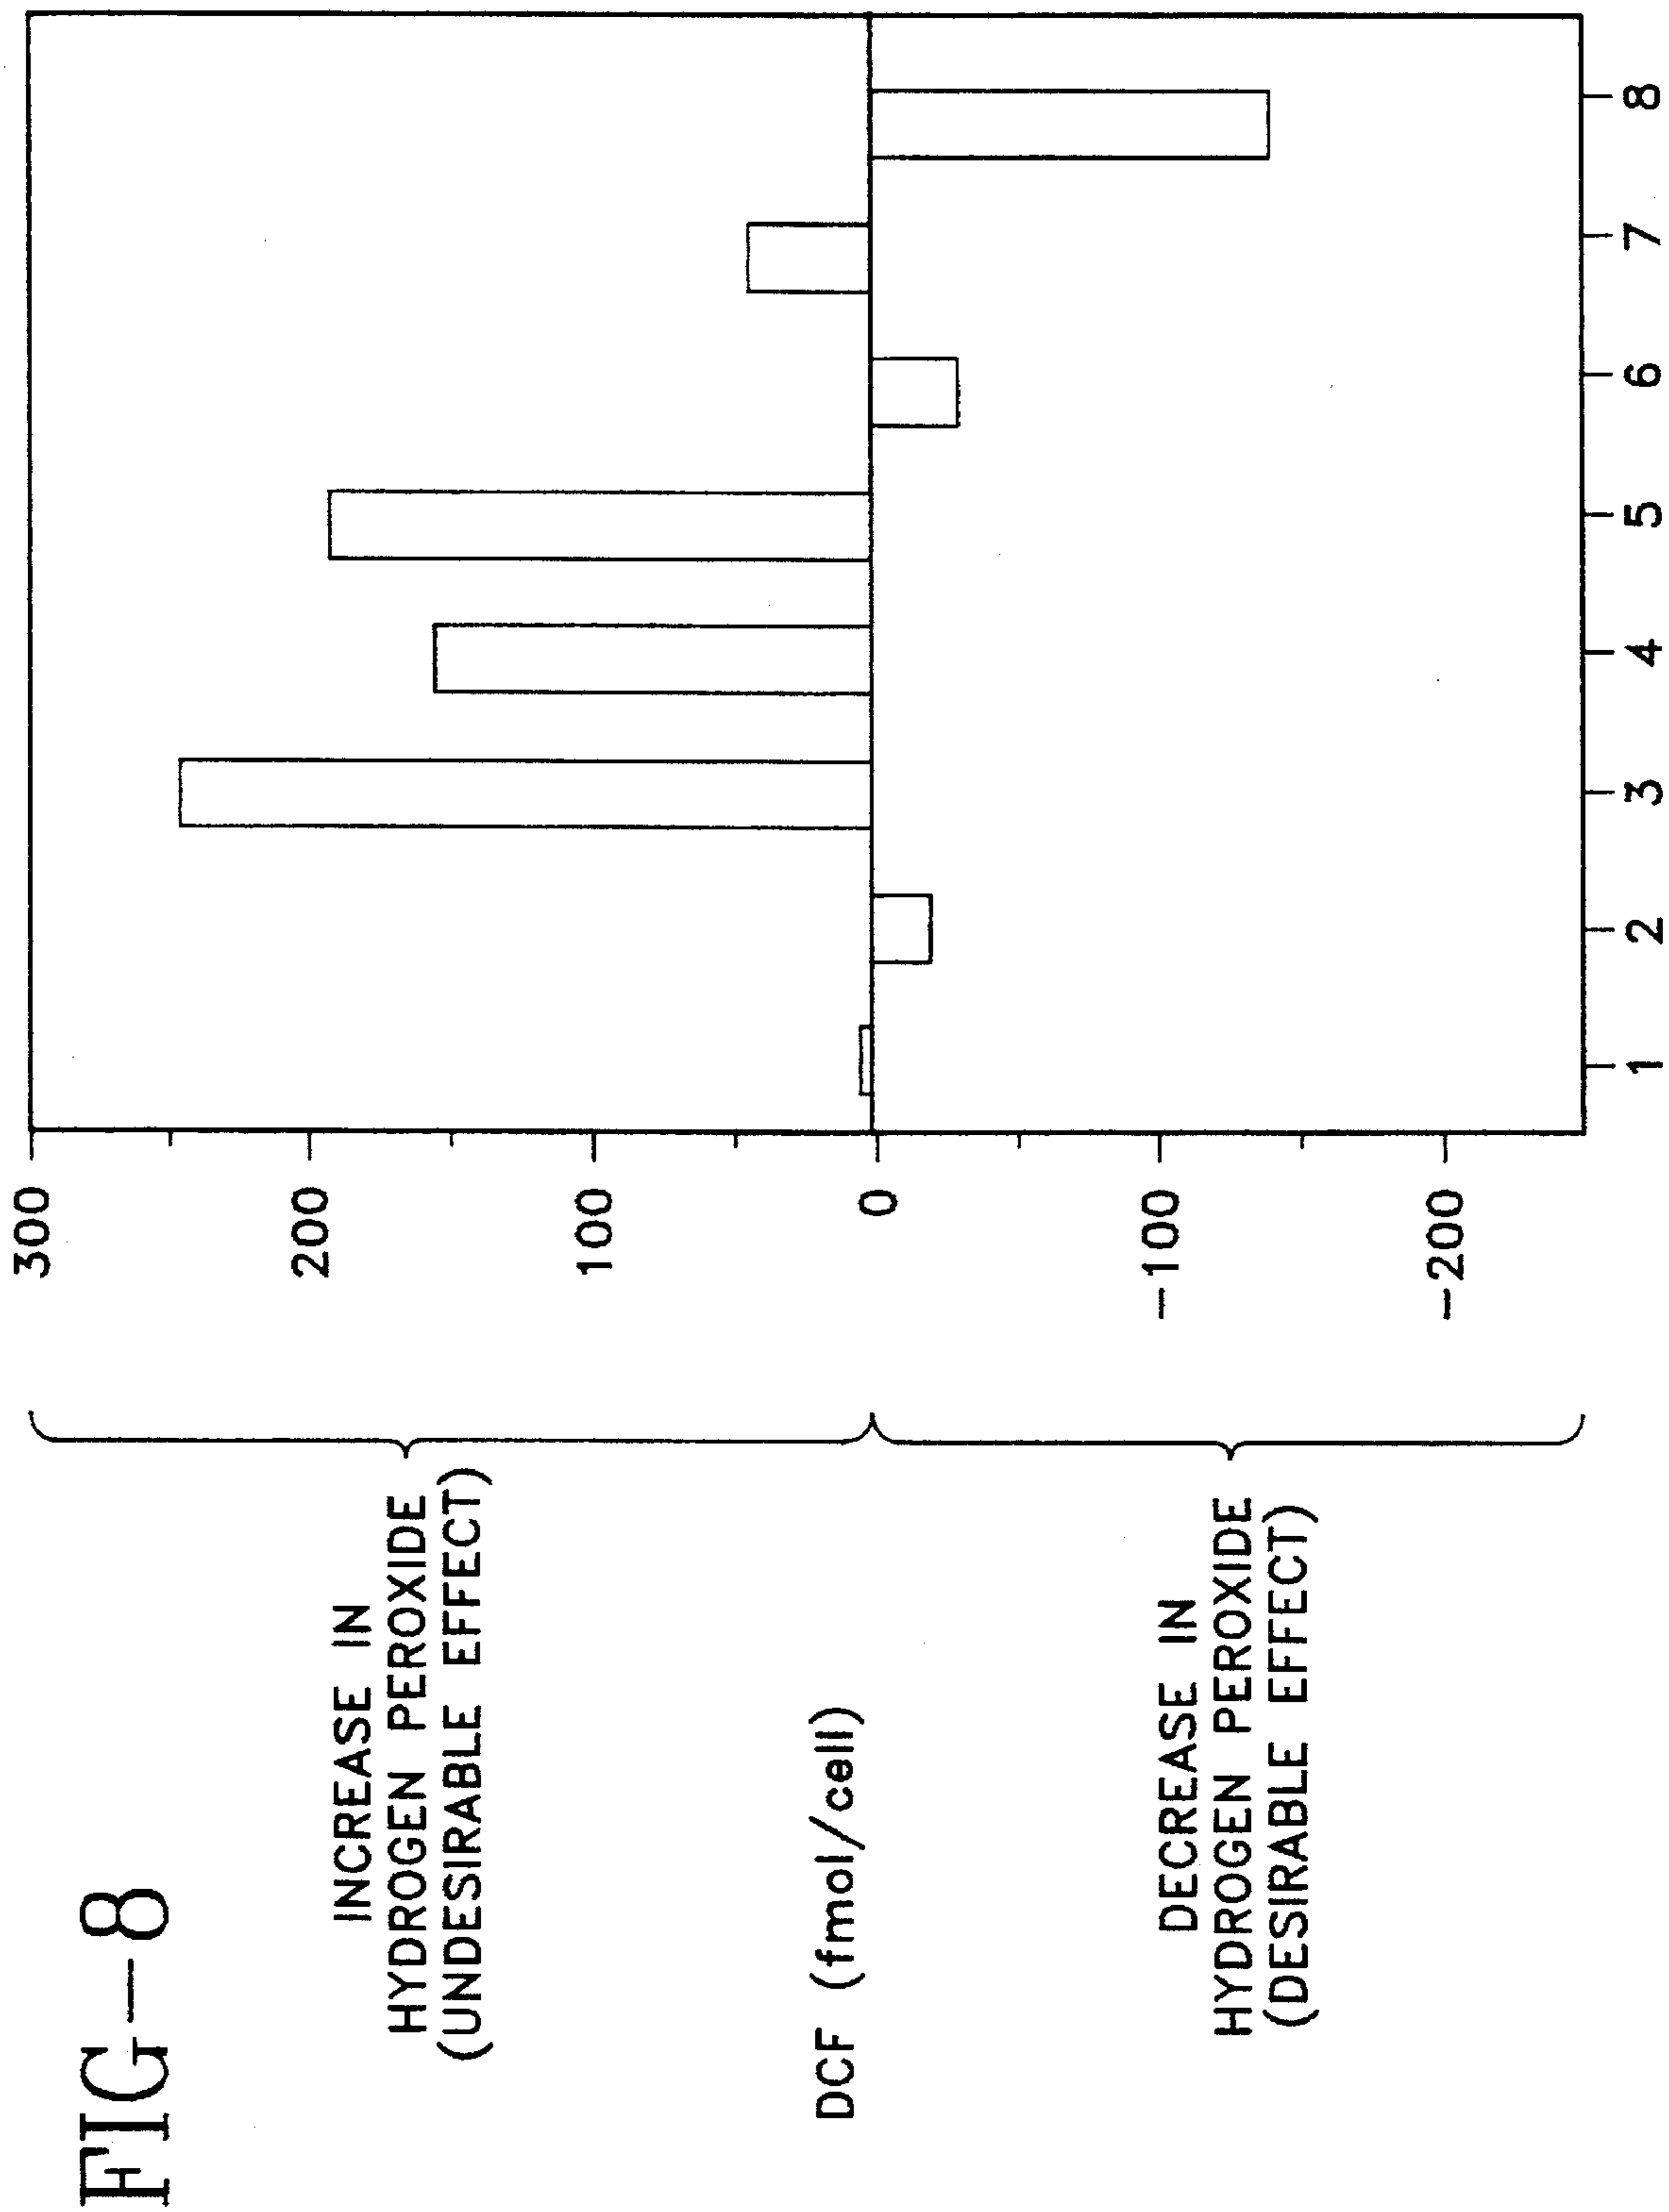 FIG-8
INCREASE IN
HYDROGEN PEROXIDE
(UNDESIRABLE EFFECT)
DCF (fmol/cell)
DECREASE IN
HYDROGEN PEROXIDE
(DESIRABLE EFFECT)
300
200
100
0
-100
-200
1 2 3 4 5 6 7 8